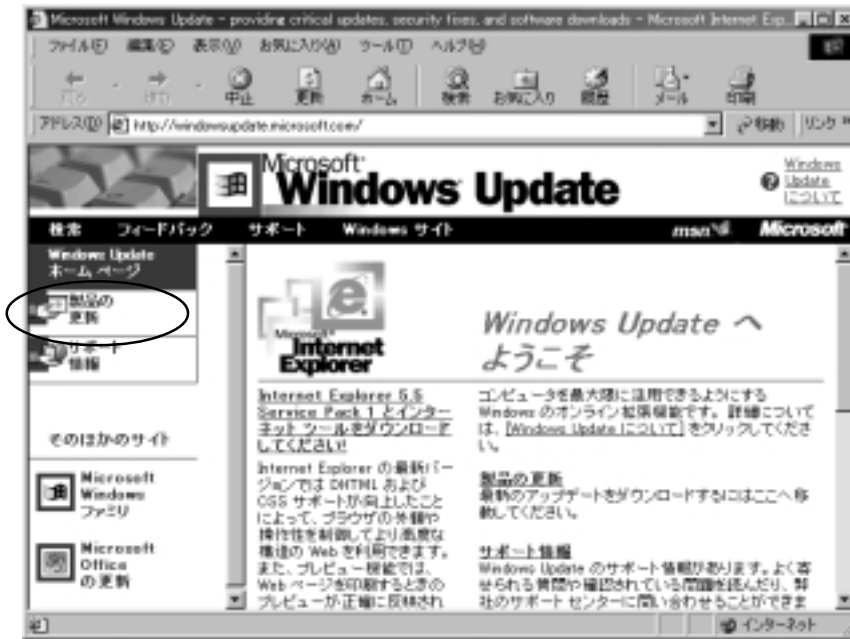 Microsoft Windows Update - providing critical updates, security fixes, and software downloads - Microsoft Internet Exp...
ファイル(F) 編集(E) 表示(V) お気に入り(A) ツール(T) ヘルプ(H)
戻る 進む 中止 更新 ホーム 検索 お気に入り 履歴 メール 印刷
アドレス(D) http://windowsupdate.microsoft.com/ 移動 リンク »
Microsoft
Windows Update
Windows
Update
について
検索 フィードバック サポート Windows サイト msn Microsoft
Windows Update
ホーム ページ
製品の
更新
サポート
情報
そのほかのサイト
Microsoft
Windows
ファミリ
Microsoft
Office
の更新
Microsoft
Internet
Explorer
Internet Explorer 5.5
Service Pack 1 とインター
ネット ツールをダウンロード
してください!
Internet Explorer の最新バー
ジョンでは DHTML および
CSS サポートが向上したこと
によって、ブラウザの外観や
操作性を制御してより高度な
構造の Web を利用できます。
また、プレビュー機能では、
Web ページを印刷するときの
プレビューが正確に反映され
Windows Update へ
ようこそ
コンピュータを最大限に活用できるようにする
Windows のオンライン拡張機能です。詳細について
は、[Windows Update について] をクリックしてくださ
い。
製品の更新
最新のアップデートをダウンロードするにはここへ移
動してください。
サポート情報
Windows Update のサポート情報があります。よく寄
せられる質問や確認されている問題を読んだり、弊
社のサポート センターに問い合わせることができま
インターネット